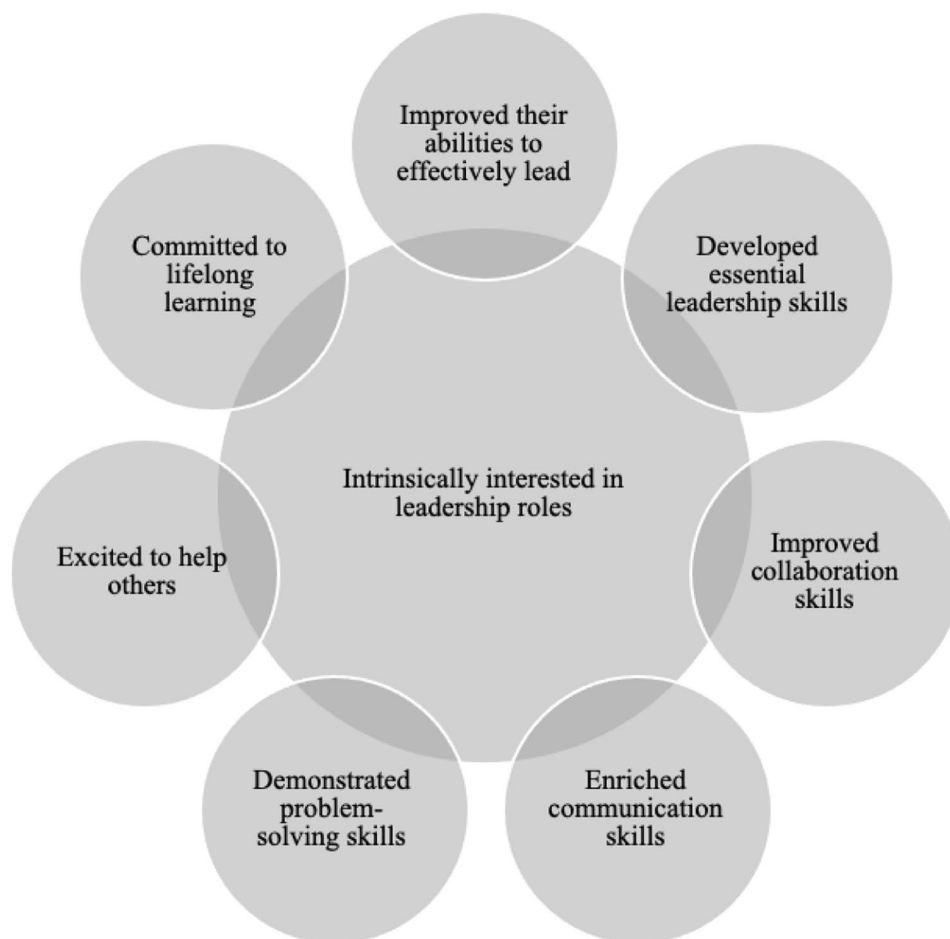 Improved their
abilities to
effectively lead
Developed
essential
leadership skills
Improved
collaboration
skills
Enriched
communication
skills
Demonstrated
problem-
solving skills
Excited to help
others
Committed to
lifelong
learning
Intrinsically interested in
leadership roles